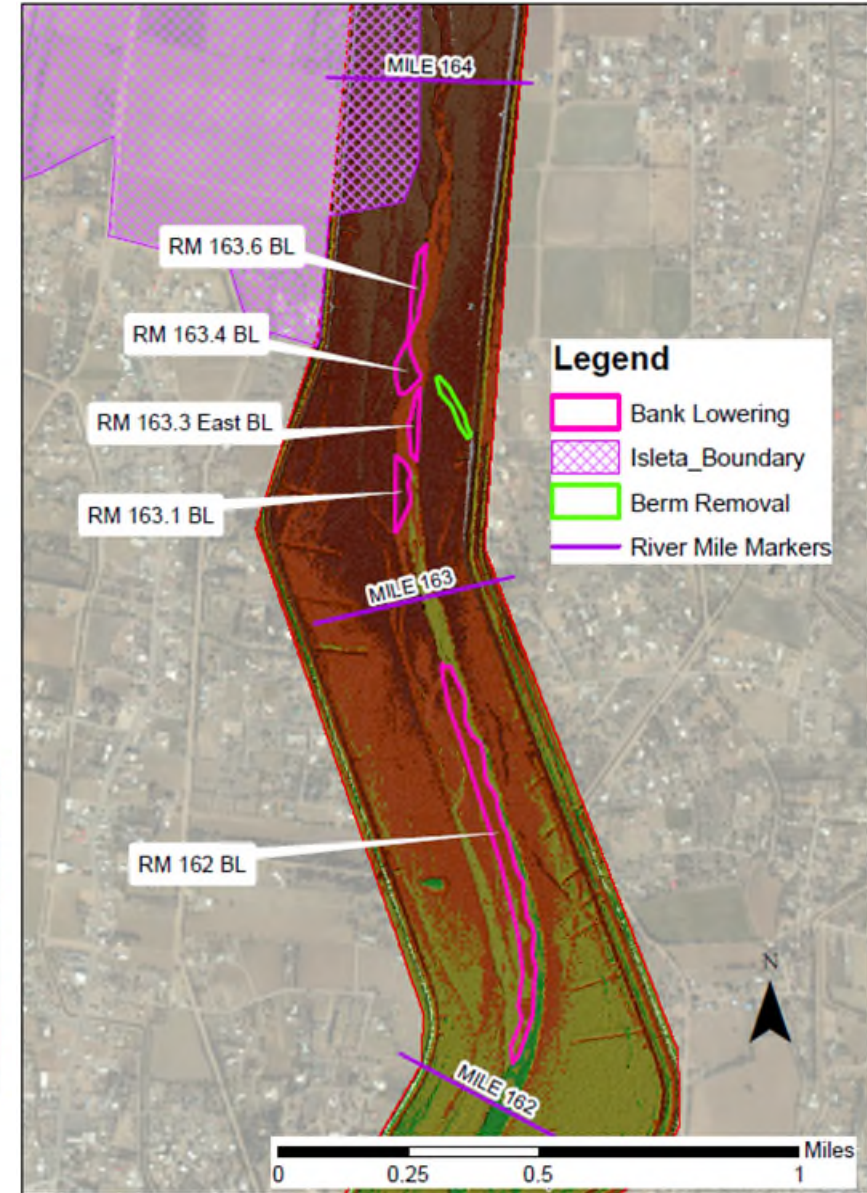 MILE 164
RM 163.6 BL
RM 163.4 BL
RM 163.3 East BL
RM 163.1 BL
Legend
Bank Lowering
Isleta_Boundary
Berm Removal
River Mile Markers
MILE 163
RM 162 BL
N
MILE 162
Miles
0 0.25 0.5 1